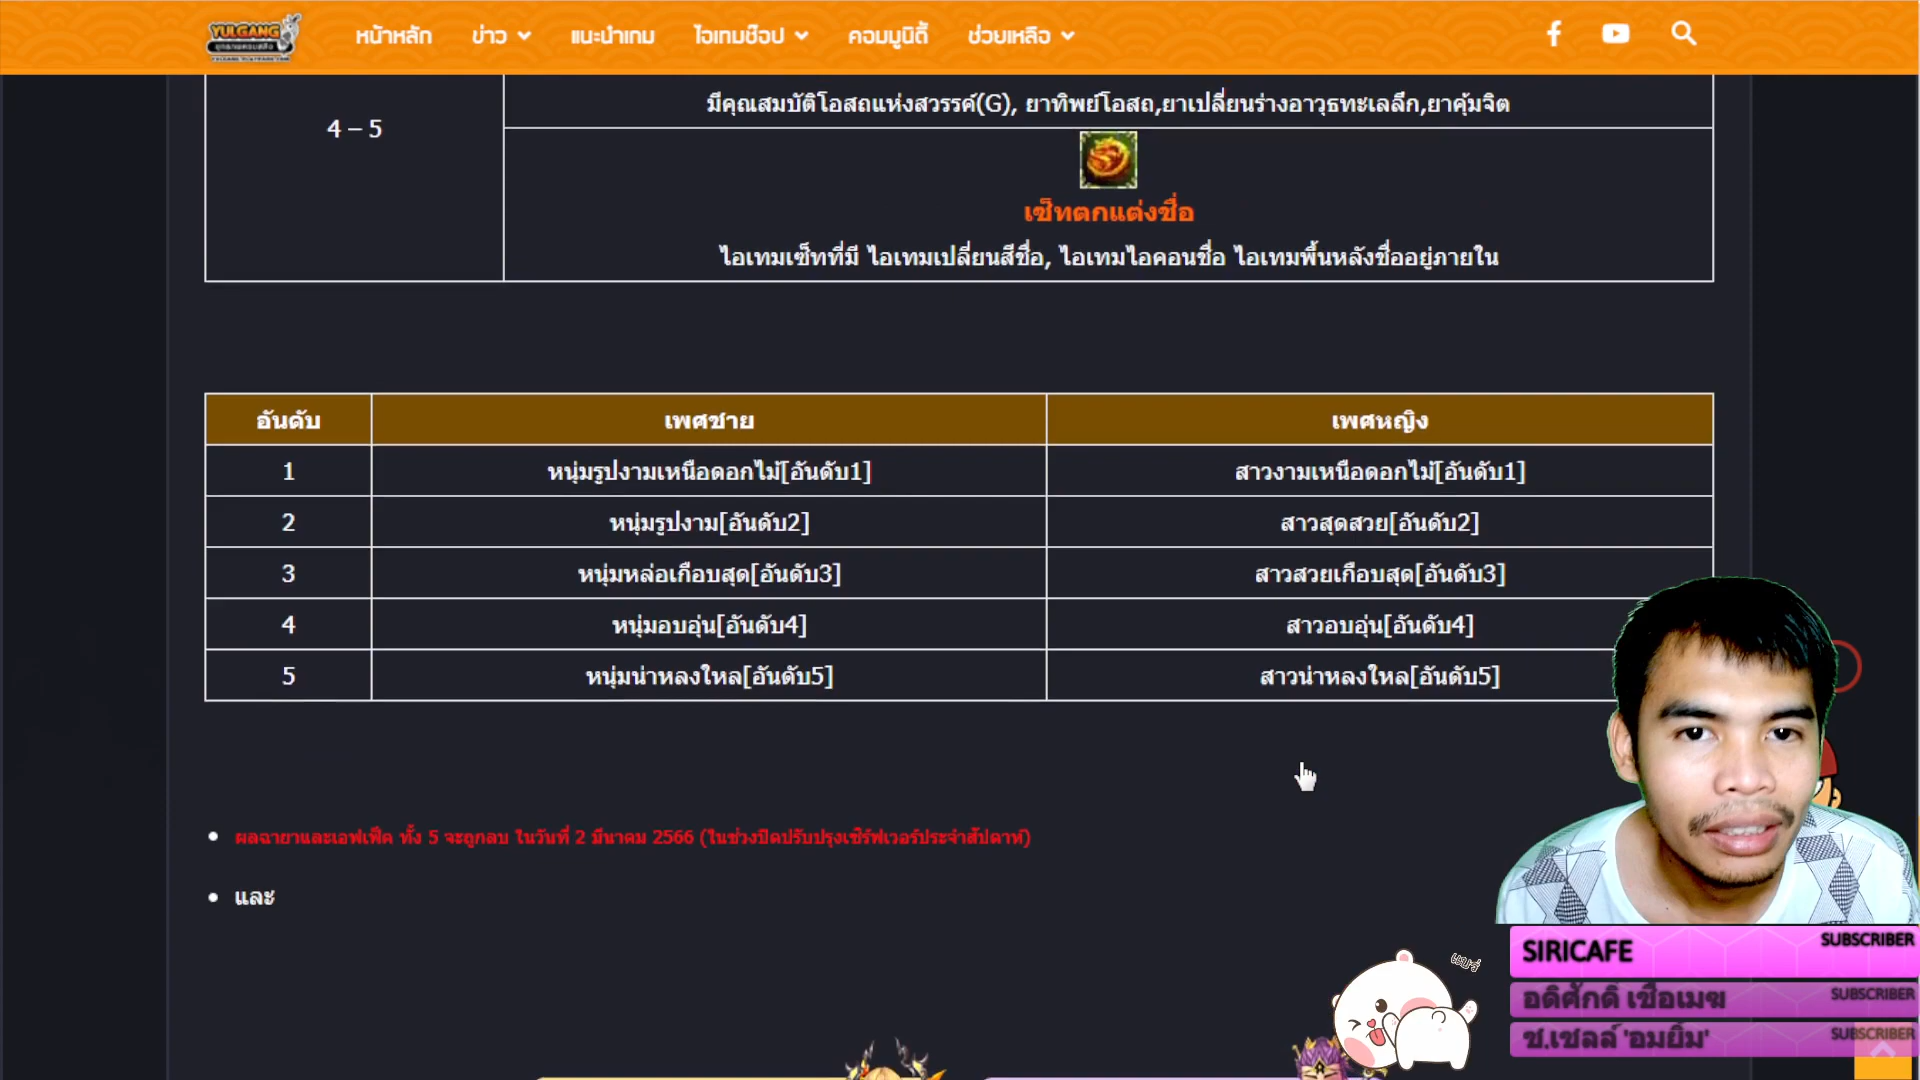 YULGANG
หน้าหลัก ข่าว แนะนำเกม ไอเทมช็อป คอมมูนิตี้ ช่วยเหลือ
4 – 5
มีคุณสมบัติโอสถแห่งสวรรค์(G), ยาทิพย์โอสถ,ยาเปลี่ยนร่างอาวุธทะเลลึก,ยาคุ้มจิต
เซ็ทตกแต่งชื่อ
ไอเทมเซ็ทที่มี ไอเทมเปลี่ยนสีชื่อ, ไอเทมไอคอนชื่อ ไอเทมพื้นหลังชื่ออยู่ภายใน
อันดับ เพศชาย เพศหญิง
1 หนุ่มรูปงามเหนือดอกไม้[อันดับ1] สาวงามเหนือดอกไม้[อันดับ1]
2 หนุ่มรูปงาม[อันดับ2] สาวสุดสวย[อันดับ2]
3 หนุ่มหล่อเกือบสุด[อันดับ3] สาวสวยเกือบสุด[อันดับ3]
4 หนุ่มอบอุ่น[อันดับ4] สาวอบอุ่น[อันดับ4]
5 หนุ่มน่าหลงใหล[อันดับ5] สาวน่าหลงใหล[อันดับ5]
ผลฉายาและเอฟเฟ็ค ทั้ง 5 จะถูกลบ ในวันที่ 2 มีนาคม 2566 (ในช่วงปิดปรับปรุงเซิร์ฟเวอร์ประจำสัปดาห์)
และ
SIRICAFE SUBSCRIBER
อดิศักดิ์ เชื้อเมฆ SUBSCRIBER
ช.เชลล์ 'อมยิ้ม' SUBSCRIBER